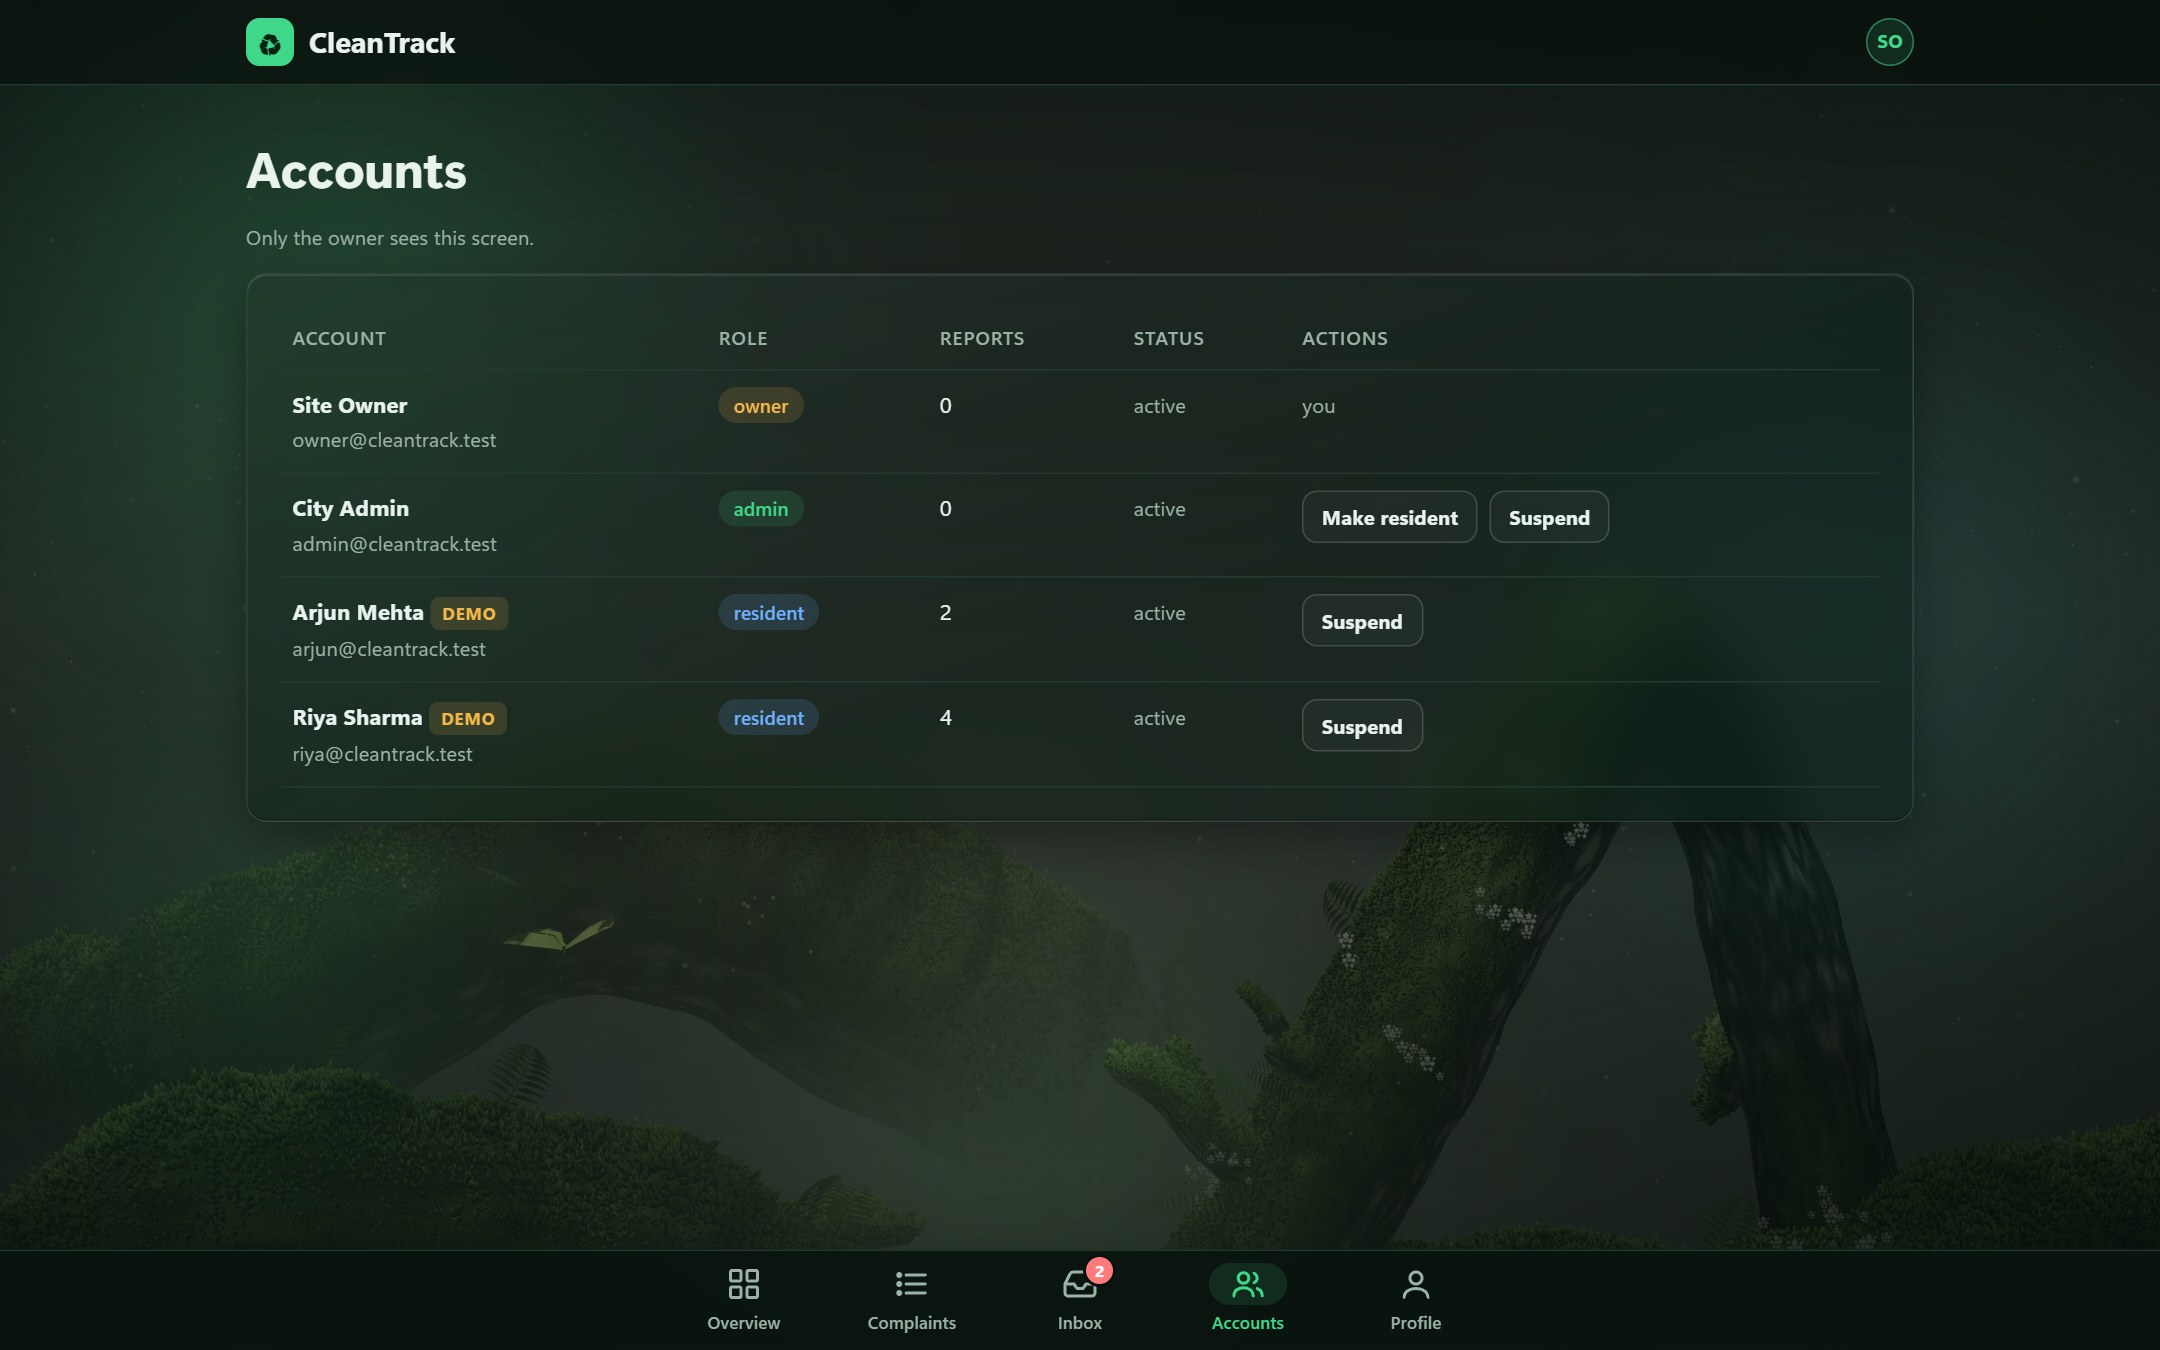 CleanTrack
SO
Accounts
Only the owner sees this screen.
ACCOUNT ROLE REPORTS STATUS ACTIONS
Site Owner owner 0 active you
owner@cleantrack.test
City Admin admin 0 active Make resident Suspend
admin@cleantrack.test
Arjun Mehta DEMO resident 2 active Suspend
arjun@cleantrack.test
Riya Sharma DEMO resident 4 active Suspend
riya@cleantrack.test
2
Overview Complaints Inbox Accounts Profile